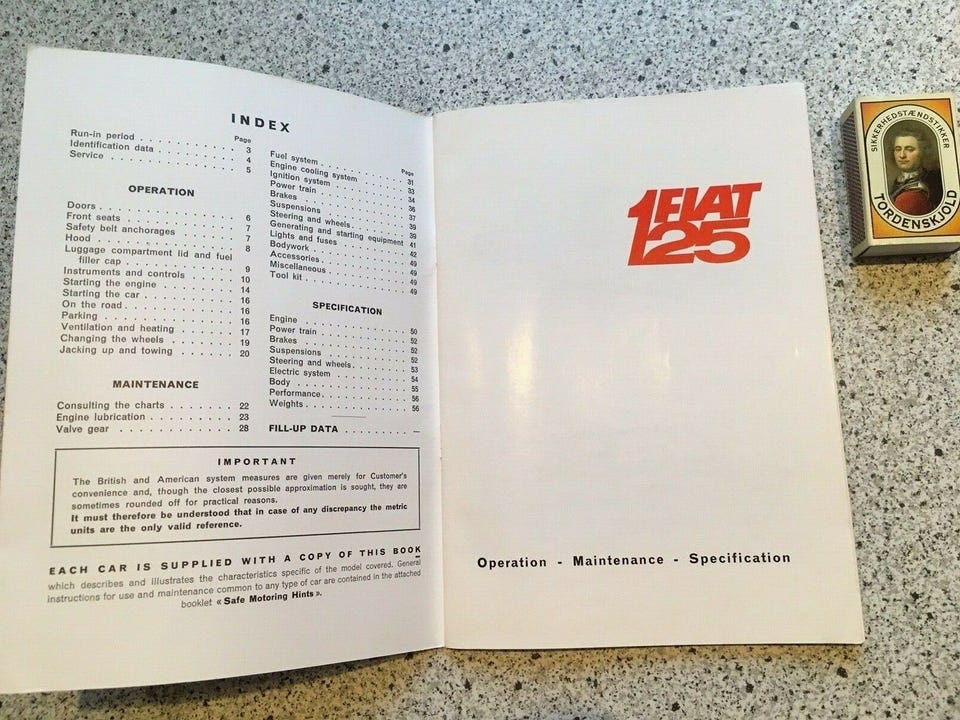 INDEX
Page
Run-in period . . . . . . . . . . 3
Identification data . . . . . . . . 4
Service . . . . . . . . . . . . . 5
OPERATION
Doors . . . . . . . . . . . . . . 6
Front seats . . . . . . . . . . . 7
Safety belt anchorages . . . . . . 7
Hood . . . . . . . . . . . . . . 8
Luggage compartment lid and fuel
filler cap . . . . . . . . . . . . 9
Instruments and controls . . . . . 10
Starting the engine . . . . . . . 14
Starting the car . . . . . . . . . 16
On the road . . . . . . . . . . . 16
Parking . . . . . . . . . . . . . 16
Ventilation and heating . . . . . . 17
Changing the wheels . . . . . . . 19
Jacking up and towing . . . . . . 20
MAINTENANCE
Consulting the charts . . . . . . . 22
Engine lubrication . . . . . . . . 23
Valve gear . . . . . . . . . . . 28
Page
Fuel system . . . . . . . . . . . 31
Engine cooling system . . . . . . 33
Ignition system . . . . . . . . . 34
Power train . . . . . . . . . . . 36
Brakes . . . . . . . . . . . . . 37
Suspensions . . . . . . . . . . . 39
Steering and wheels . . . . . . . 39
Generating and starting equipment 41
Lights and fuses . . . . . . . . . 42
Bodywork . . . . . . . . . . . . 49
Accessories . . . . . . . . . . . 49
Miscellaneous . . . . . . . . . . 49
Tool kit . . . . . . . . . . . . . 49
SPECIFICATION
Engine . . . . . . . . . . . . . 50
Power train . . . . . . . . . . . 52
Brakes . . . . . . . . . . . . . 52
Suspensions . . . . . . . . . . . 52
Steering and wheels . . . . . . . 53
Electric system . . . . . . . . . 54
Body . . . . . . . . . . . . . . 55
Performance . . . . . . . . . . . 56
Weights . . . . . . . . . . . . . 56
FILL-UP DATA . . . . . . . . . —
IMPORTANT
The British and American system measures are given merely for Customer's
convenience and, though the closest possible approximation is sought, they are
sometimes rounded off for practical reasons.
It must therefore be understood that in case of any discrepancy the metric
units are the only valid reference.
EACH CAR IS SUPPLIED WITH A COPY OF THIS BOOK
which describes and illustrates the characteristics specific of the model covered. General
instructions for use and maintenance common to any type of car are contained in the attached
booklet « Safe Motoring Hints ».
FIAT
125
Operation - Maintenance - Specification
SIKKERHEDSTÆNDSTIKKER
TORDENSKJOLD